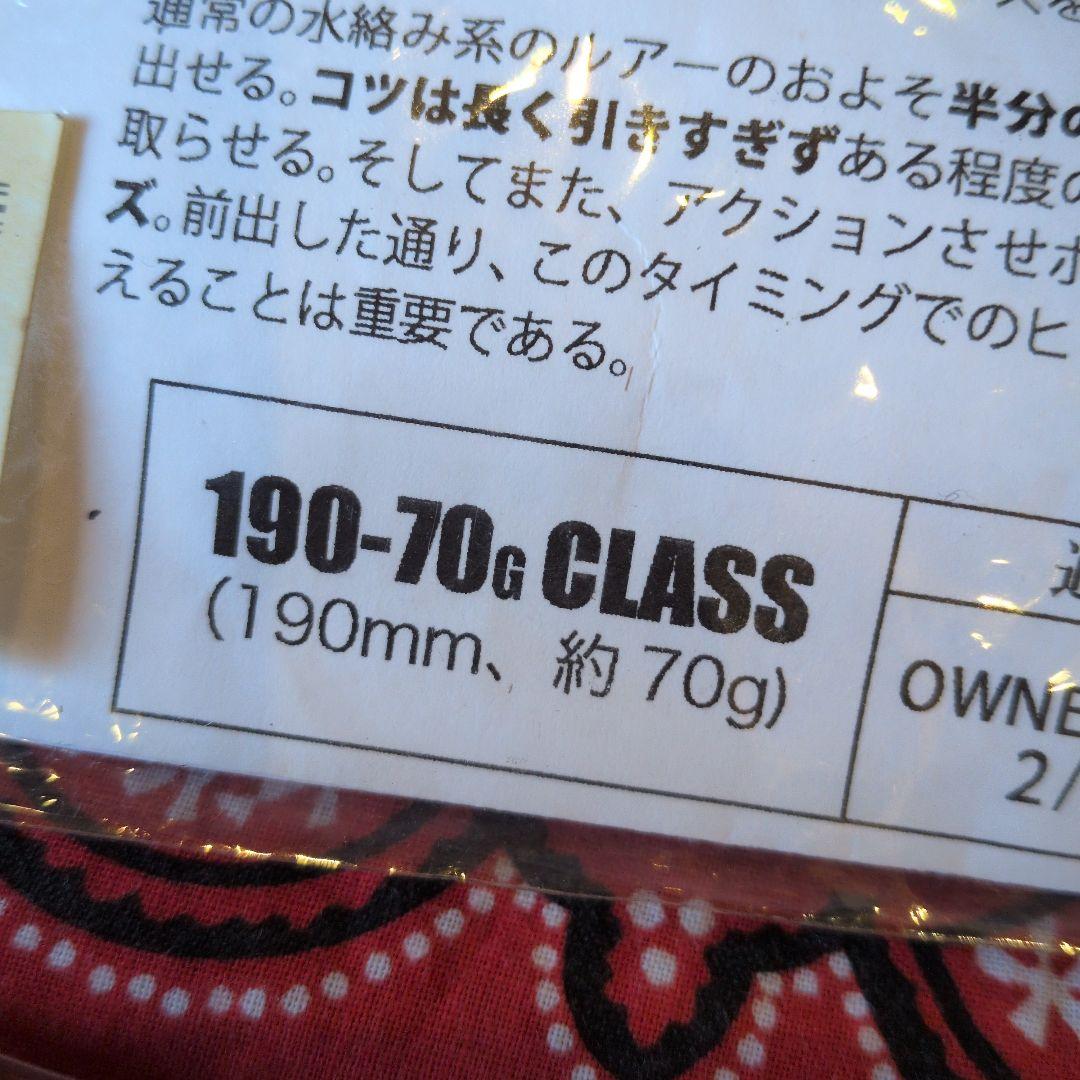 通常の水絡み系のルアーのおよそ半分の
出せる。コツは長く引きすぎずある程度の
取らせる。そしてまた、アクションさせポ
ズ。前出した通り、このタイミングでのヒ
えることは重要である。
190-70G CLASS
(190mm、約 70g)
OWNE
2/